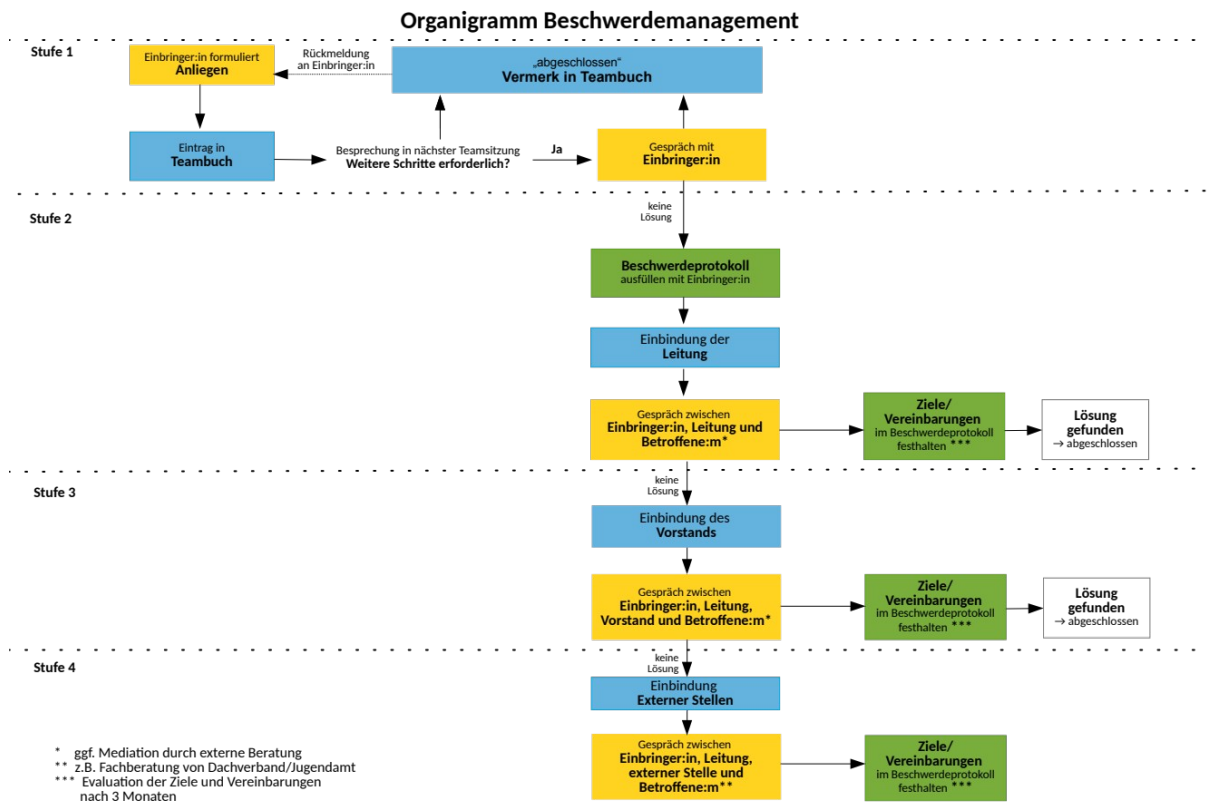 Organigramm Beschwerdemanagement
Stufe 1
Einbringer:in formuliert
Anliegen
Rückmeldung
an Einbringer:in
„abgeschlossen“
Vermerk in Teambuch
Eintrag in
Teambuch
Besprechung in nächster Teamsitzung
Weitere Schritte erforderlich?
Ja
Gespräch mit
Einbringer:in
Stufe 2
keine
Lösung
Beschwerdeprotokoll
ausfüllen mit Einbringer:in
Einbindung der
Leitung
Gespräch zwischen
Einbringer:in, Leitung und
Betroffene:m*
Ziele/
Vereinbarungen
im Beschwerdeprotokoll
festhalten ***
Lösung
gefunden
→ abgeschlossen
Stufe 3
keine
Lösung
Einbindung des
Vorstands
Gespräch zwischen
Einbringer:in, Leitung,
Vorstand und Betroffene:m*
Ziele/
Vereinbarungen
im Beschwerdeprotokoll
festhalten ***
Lösung
gefunden
→ abgeschlossen
Stufe 4
keine
Lösung
Einbindung
Externer Stellen
Gespräch zwischen
Einbringer:in, Leitung,
externer Stelle und
Betroffene:m**
Ziele/
Vereinbarungen
im Beschwerdeprotokoll
festhalten ***
* ggf. Mediation durch externe Beratung
** z.B. Fachberatung von Dachverband/Jugendamt
*** Evaluation der Ziele und Vereinbarungen
nach 3 Monaten